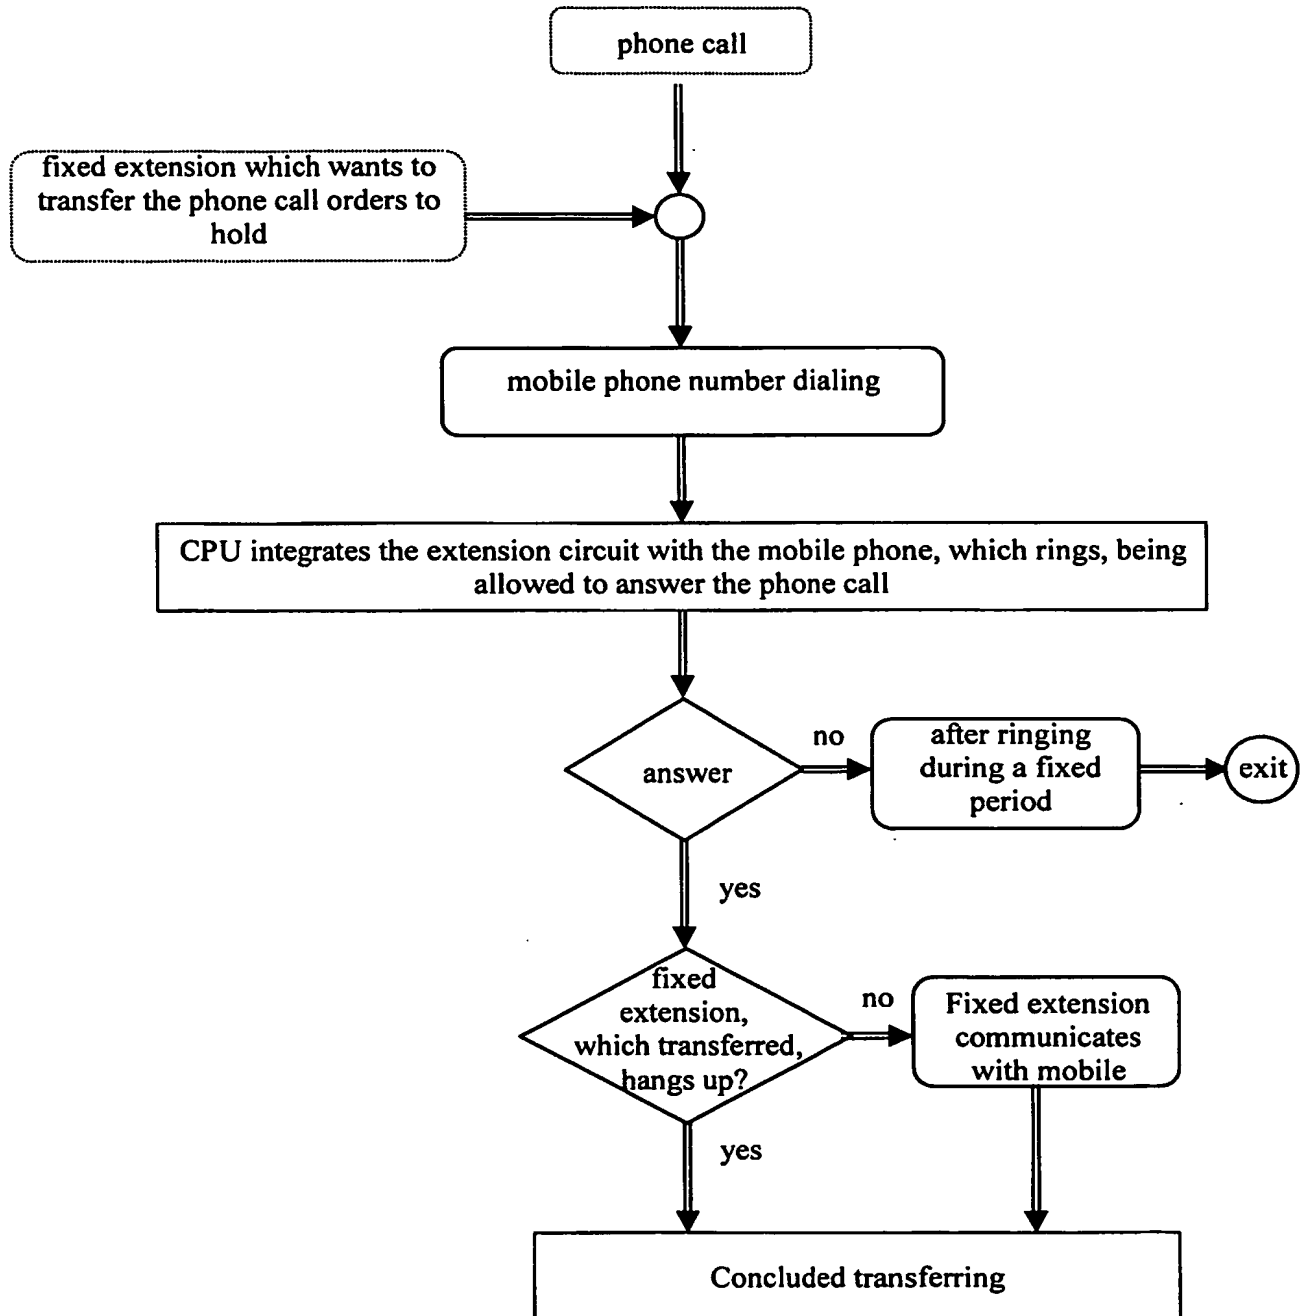 phone call
fixed extension which wants to
transfer the phone call orders to
hold
mobile phone number dialing
CPU integrates the extension circuit with the mobile phone, which rings, being
allowed to answer the phone call
answer
no
after ringing
during a fixed
period
exit
yes
fixed
extension,
which transferred,
hangs up?
no
Fixed extension
communicates
with mobile
yes
Concluded transferring